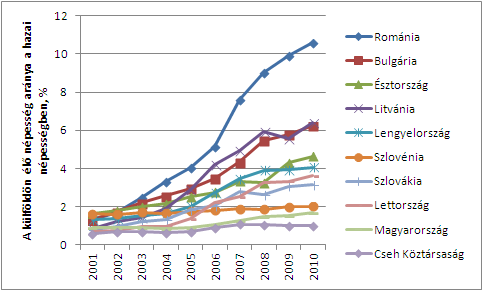 A külföldön élő népesség aránya a hazai
népességben, %
12
10
8
6
4
2
0
2001
2002
2003
2004
2005
2006
2007
2008
2009
2010
Románia
Bulgária
Észtország
Litvánia
Lengyelország
Szlovénia
Szlovákia
Lettország
Magyarország
Cseh Köztársaság